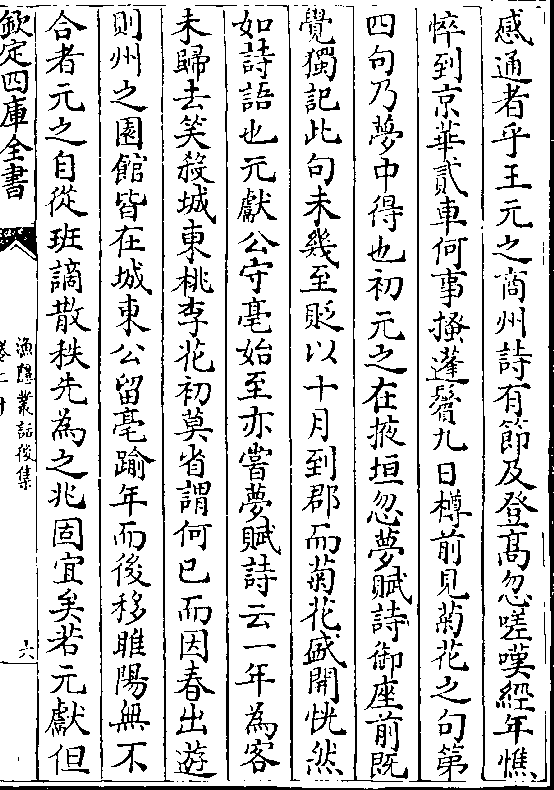 感通者乎王元之商州詩有節及登髙忽嗟嘆經年憔
悴到京華貳車何事搔蓬鬢九日樽前見菊花之句第
四句乃夢中得也初元之在掖垣忽夢賦詩御座前既
覺獨記此句未幾至貶以十月到郡而菊花盛開恍然
如詩語也元獻公守亳始至亦嘗夢賦詩云一年為客
未歸去笑殺城東桃李花初莫省謂何已而因春出遊
則州之園館皆在城東公留亳踰年而後移睢陽無不
合者元之自從班謫散秩先為之兆固宜矣若元獻但
欽定四庫全書
漁隱叢話後集
卷二十
六